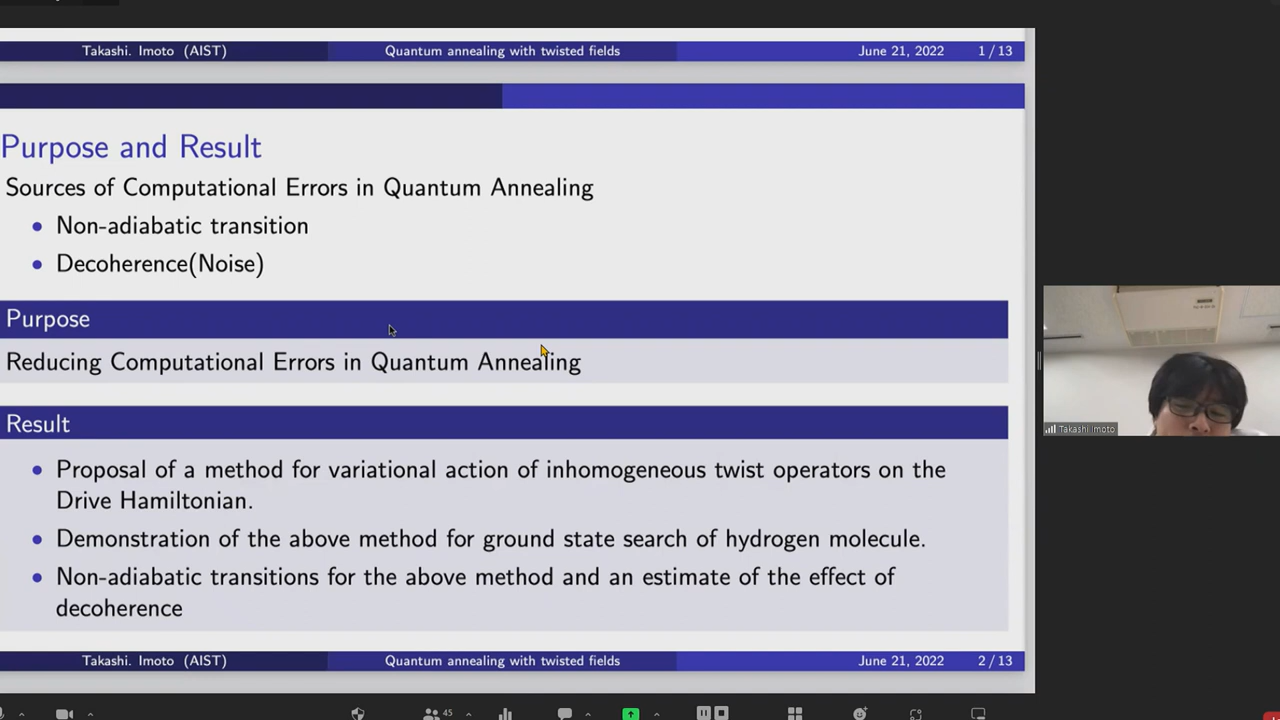 Takashi. Imoto (AIST) Quantum annealing with twisted fields June 21, 2022 1 / 13
Purpose and Result
Sources of Computational Errors in Quantum Annealing
• Non-adiabatic transition
• Decoherence(Noise)
Purpose
Reducing Computational Errors in Quantum Annealing
Result
• Proposal of a method for variational action of inhomogeneous twist operators on the
Drive Hamiltonian.
• Demonstration of the above method for ground state search of hydrogen molecule.
• Non-adiabatic transitions for the above method and an estimate of the effect of
decoherence
Takashi Imoto
Takashi. Imoto (AIST) Quantum annealing with twisted fields June 21, 2022 2 / 13
45